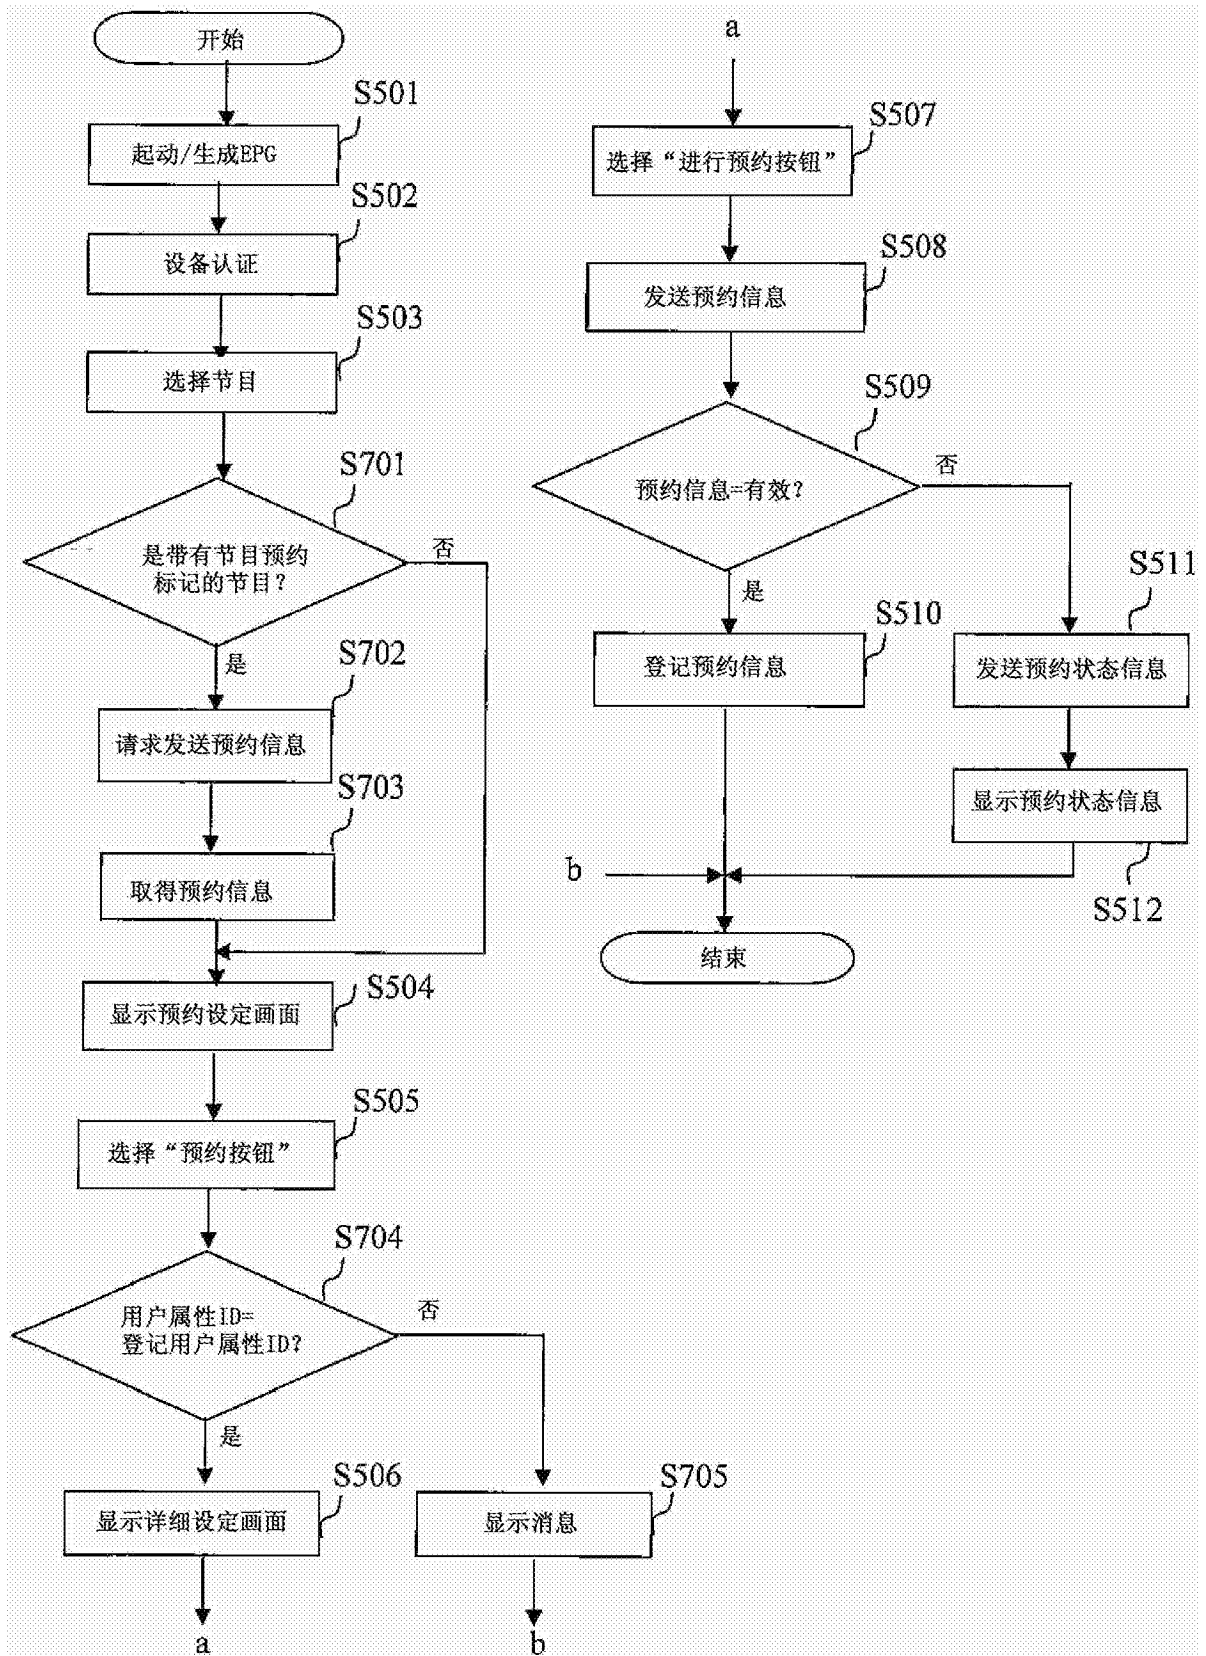 开始
S501
起动/生成EPG
S502
设备认证
S503
选择节目
S701
是带有节目预约
标记的节目?
否
是
S702
请求发送预约信息
S703
取得预约信息
S504
显示预约设定画面
S505
选择“预约按钮”
S704
用户属性ID=
登记用户属性ID?
否
是
S506
显示详细设定画面
S705
显示消息
a
b
a
S507
选择“进行预约按钮”
S508
发送预约信息
S509
预约信息=有效?
否
是
S510
登记预约信息
S511
发送预约状态信息
显示预约状态信息
S512
b
结束